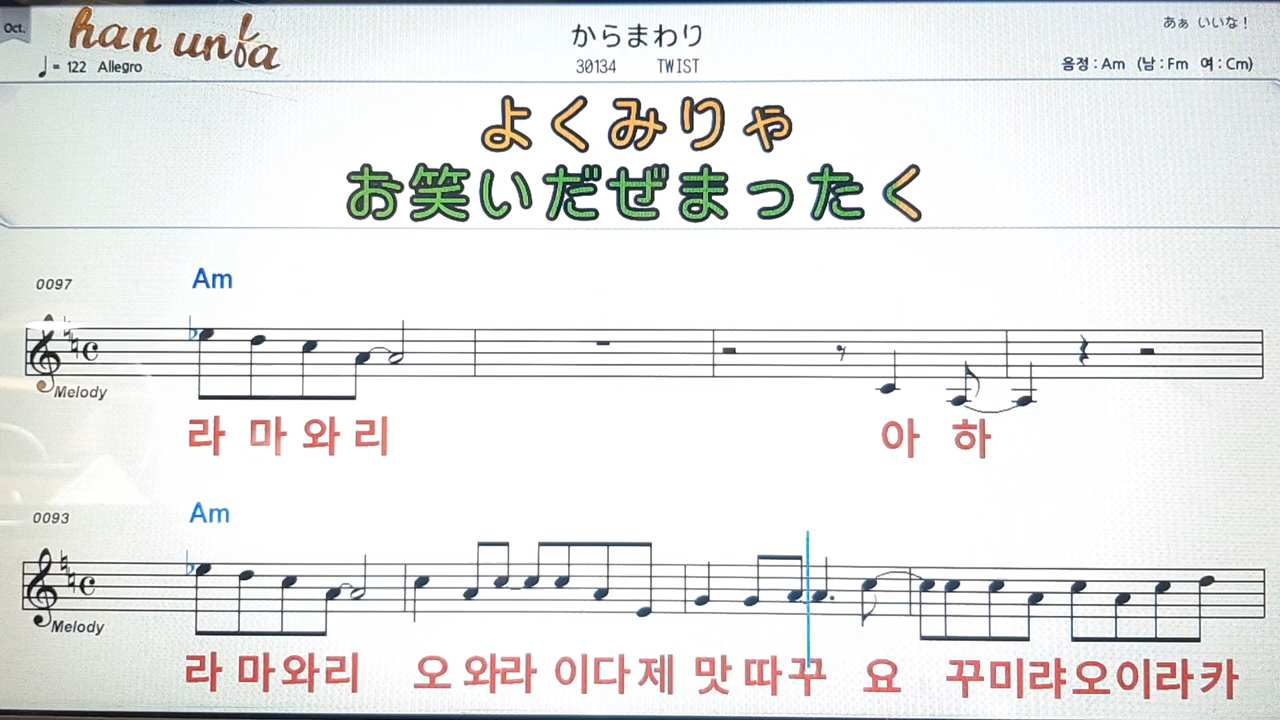 Oct.
han unfa
からまわり
あぁ いいな!
♩= 122 Allegro
30134 TWIST
음정 : Am (남 : Fm 여 : Cm)
よくみりゃ
お笑いだぜまったく
0097
Am
Melody
라 마 와 리 아 하
0093
Am
Melody
라 마와리 오 와라 이다제 맛 따꾸 요 꾸미랴오이라카